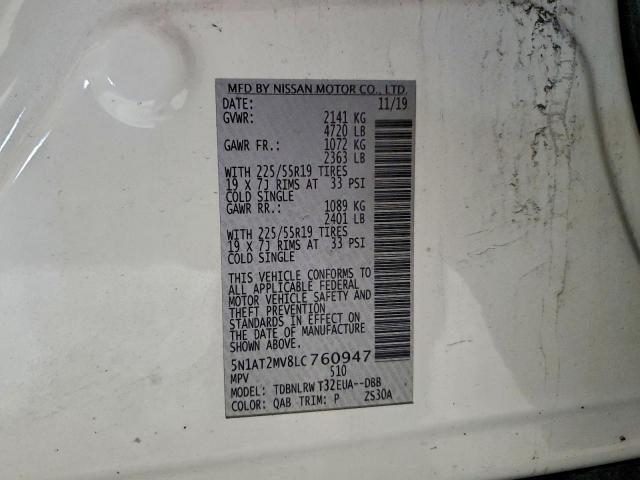 MFD BY NISSAN MOTOR CO., LTD.
DATE: 11/19
GVWR: 2141 KG
4720 LB
GAWR FR.: 1072 KG
2363 LB
WITH 225/55R19 TIRES
19 X 7J RIMS AT 33 PSI
COLD SINGLE
GAWR RR.: 1089 KG
2401 LB
WITH 225/55R19 TIRES
19 X 7J RIMS AT 33 PSI
COLD SINGLE
THIS VEHICLE CONFORMS TO
ALL APPLICABLE FEDERAL
MOTOR VEHICLE SAFETY AND
THEFT PREVENTION
STANDARDS IN EFFECT ON
THE DATE OF MANUFACTURE
SHOWN ABOVE.
5N1AT2MV8LC760947
MPV 510
MODEL: TDBNLRW T32EUA--DBB
COLOR: QAB TRIM: P ZS30A